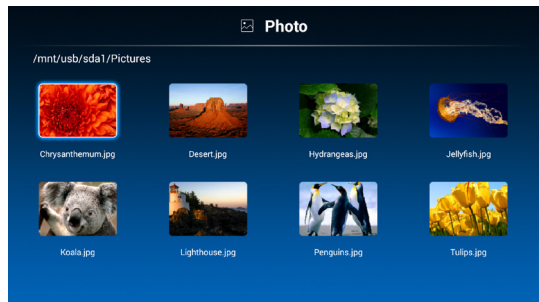 Photo
/mnt/usb/sda1/Pictures
Chrysanthemum.jpg
Desert.jpg
Hydrangeas.jpg
Jellyfish.jpg
Koala.jpg
Lighthouse.jpg
Penguins.jpg
Tulips.jpg